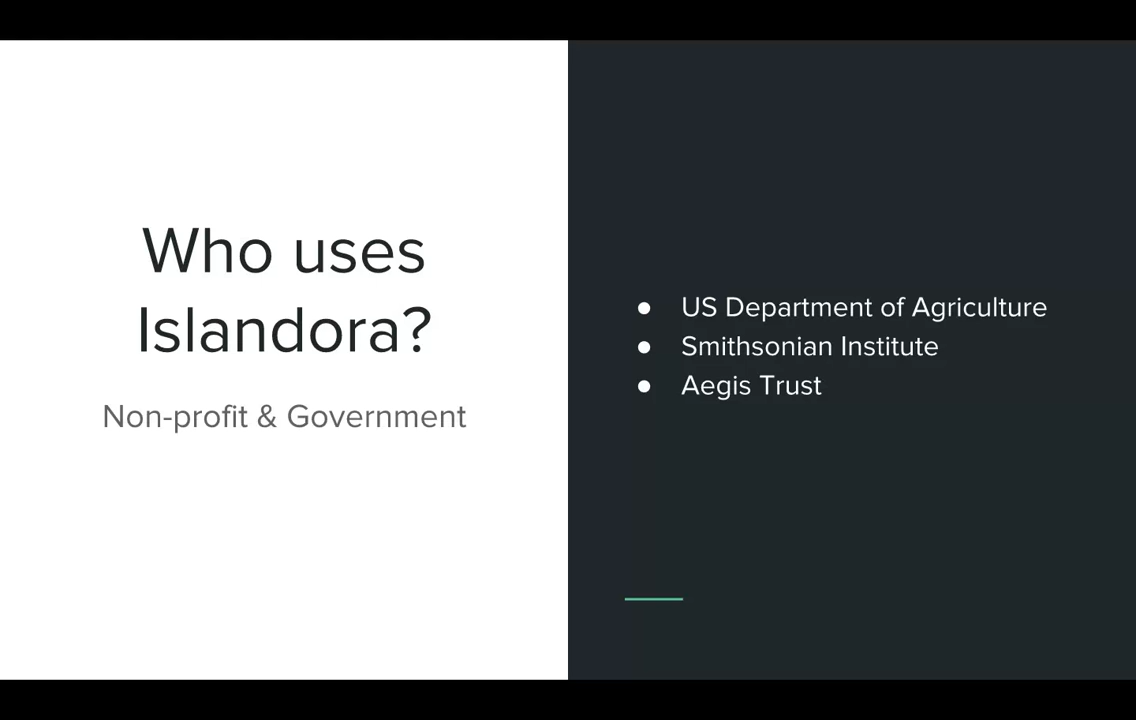 Who uses
Islandora?
Non-profit & Government
● US Department of Agriculture
● Smithsonian Institute
● Aegis Trust